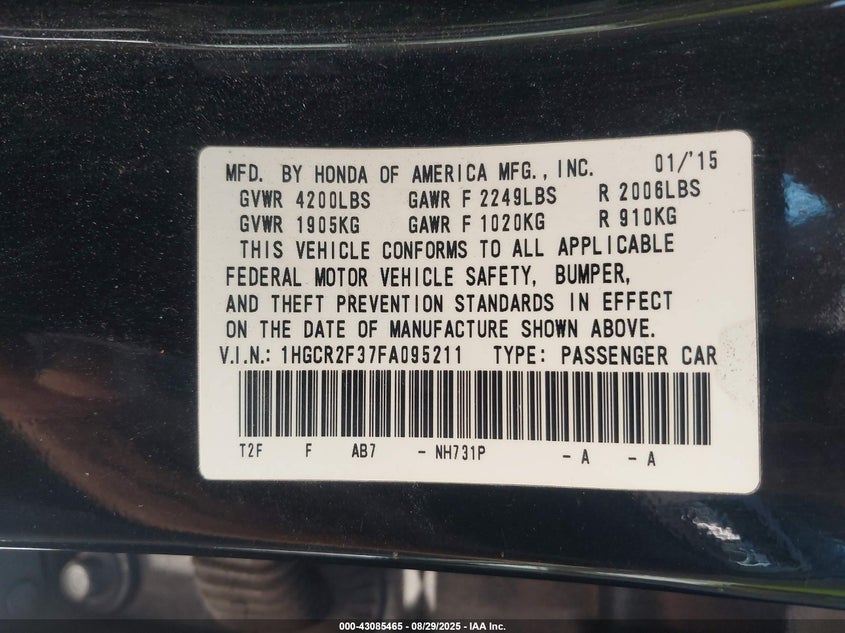 MFD. BY HONDA OF AMERICA MFG., INC. 01/'15
GVWR 4200LBS GAWR F 2249LBS R 2006LBS
GVWR 1905KG GAWR F 1020KG R 910KG
THIS VEHICLE CONFORMS TO ALL APPLICABLE
FEDERAL MOTOR VEHICLE SAFETY, BUMPER,
AND THEFT PREVENTION STANDARDS IN EFFECT
ON THE DATE OF MANUFACTURE SHOWN ABOVE.
V.I.N.: 1HGCR2F37FA095211 TYPE: PASSENGER CAR
T2F F AB7 - NH731P - A - A
000-43085465 - 08/29/2025 - IAA Inc.